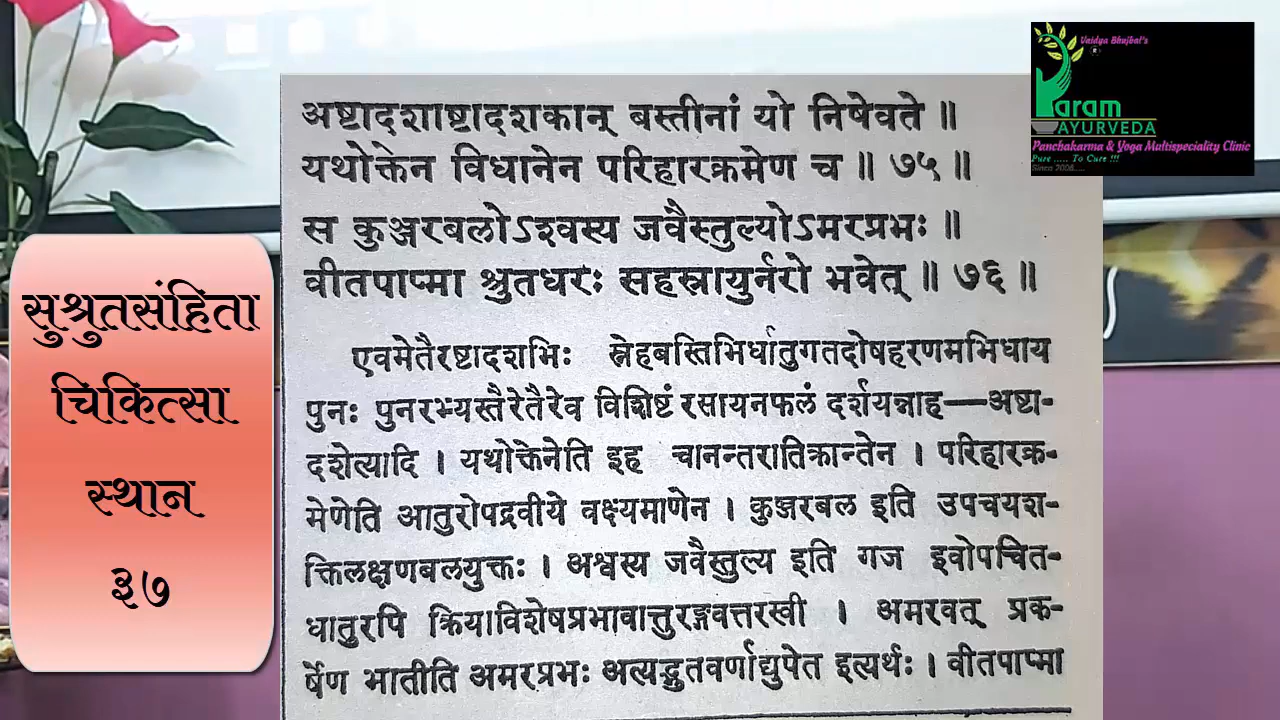 अष्टादशाष्टादशकान् बस्तीनां यो निषेवते ॥
यथोक्तेन विधानेन परिहारक्रमेण च ॥ ७५ ॥
स कुञ्जरबलोऽश्वस्य जवैस्तुल्योऽमरप्रभः ॥
वीतपाप्मा श्रुतधरः सहस्रायुर्नरो भवेत् ॥ ७६ ॥
एवमेतैरष्टादशभिः स्नेहबस्तिभिर्धातुगतदोषहरणमभिधाय
पुनः पुनरभ्यस्तैरेतैरेव विशिष्टं रसायनफलं दर्शयन्नाह—अष्टा-
दशेत्यादि । यथोक्तेनेति इह चानन्तरातिक्रान्तेन । परिहारक्र-
मेणेति आतुरोपद्रवीये वक्ष्यमाणेन । कुञ्जरबल इति उपचयश-
क्तिलक्षणबलयुक्तः । अश्वस्य जवैस्तुल्य इति गज इवोपचित-
धातुरपि क्रियाविशेषप्रभावात्तुरङ्गवत्तरस्वी । अमरवत् प्रक-
र्षेण भातीति अमरप्रभः अत्यद्भुतवर्णाद्युपेत इत्यर्थः । वीतपाप्मा
सुश्रुतसंहिता
चिकित्सा
स्थान
३७
Vaidya Bhujbal's
Param
AYURVEDA
Panchakarma & Yoga Multispeciality Clinic
Pure ..... To Cure !!!
Since 2006....